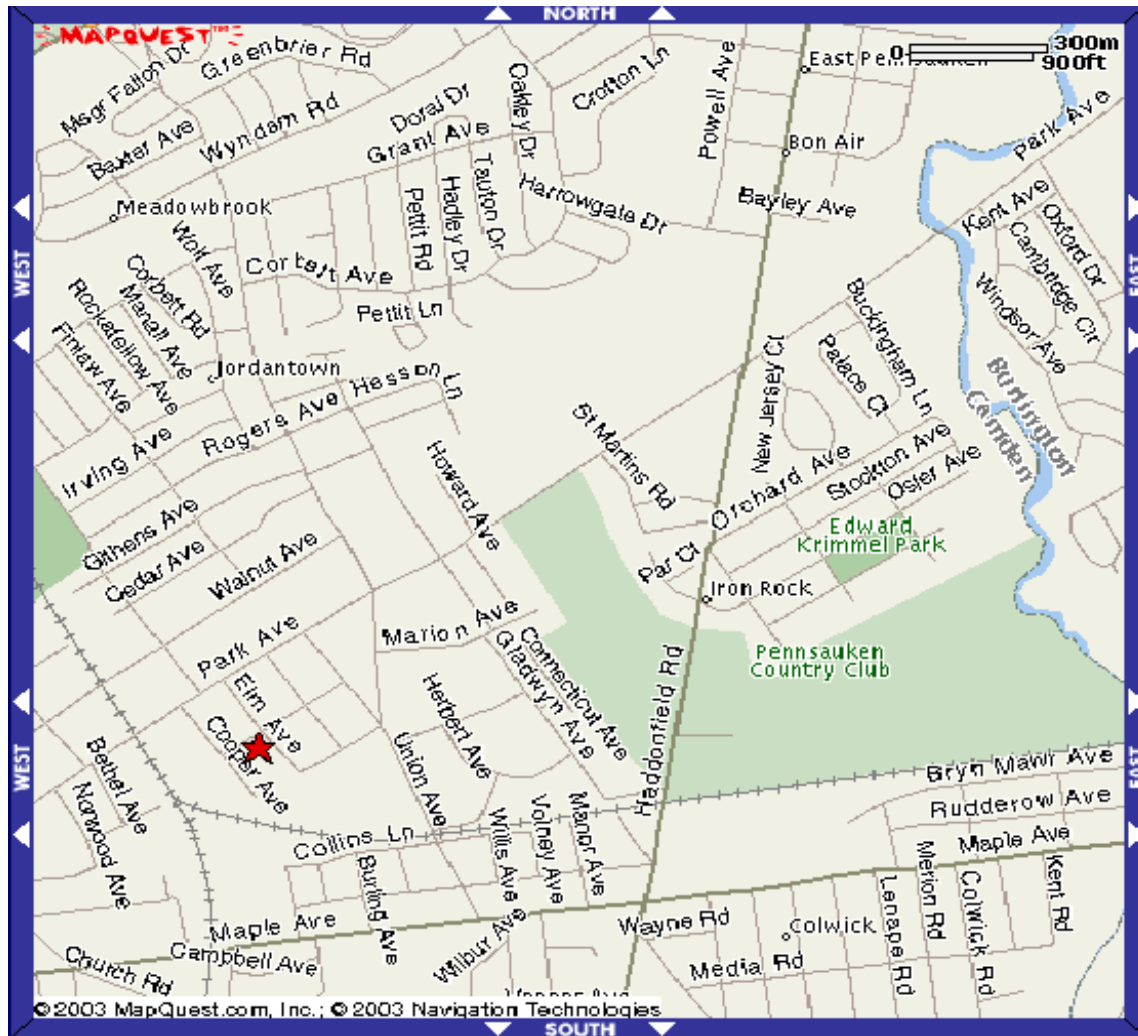 NORTH
MAPQUEST™
0 300m
900ft
East Pennsauken
Msgr Fallon Dr
Greenbrier Rd
Baxter Ave
Wyndam Rd
Doral Dr
Grant Ave
Oakley Dr
Crofton Ln
Powell Ave
Bon Air
Park Ave
Meadowbrook
Wolf Ave
Pettit Rd
Hadley Dr
Tauton Dr
Harrowgate Dr
Bayley Ave
Kent Ave
Oxford Dr
Cambridge Cir
Windsor Ave
WEST
EAST
Corbett Rd
Corbett Ave
Pettit Ln
Rockafellow Ave
Manall Ave
Finlaw Ave
Jordantown
Buckingham Ln
Palace Ct
New Jersey Ct
Burlington
Camden
Rogers Ave
Hesson Ln
Irving Ave
Howard Ave
St Martins Rd
Orchard Ave
Stockton Ave
Osler Ave
Githens Ave
Cedar Ave
Walnut Ave
Edward
Krimmel Park
Par Ct
Iron Rock
Park Ave
Marion Ave
Gladwyn Ave
Connecticut Ave
Pennsauken
Country Club
Haddonfield Rd
Elm Ave
Cooper Ave
Herbert Ave
Union Ave
WEST
EAST
Bethel Ave
Norwood Ave
Bryn Mawr Ave
Rudderow Ave
Maple Ave
Collins Ln
Burling Ave
Willis Ave
Volney Ave
Manor Ave
Lenape Rd
Merion Rd
Colwick Rd
Kent Rd
Maple Ave
Campbell Ave
Church Rd
Wilbur Ave
Wayne Rd
Colwick
Media Rd
© 2003 MapQuest.com, Inc.; © 2003 Navigation Technologies
SOUTH